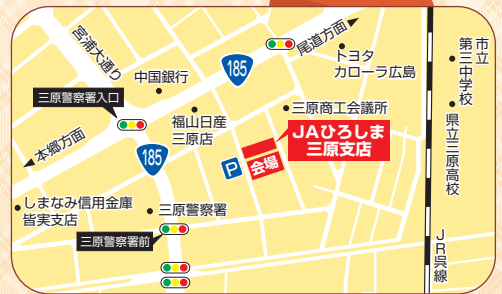 宮浦大通り
尾道方面
185
トヨタ
カローラ広島
市立
第三中学校
中国銀行
三原警察署入口
福山日産
三原店
三原商工会議所
JAひろしま
三原支店
県立三原高校
本郷方面
185
P
会場
しまなみ信用金庫
皆実支店
三原警察署
三原警察署前
JR呉線